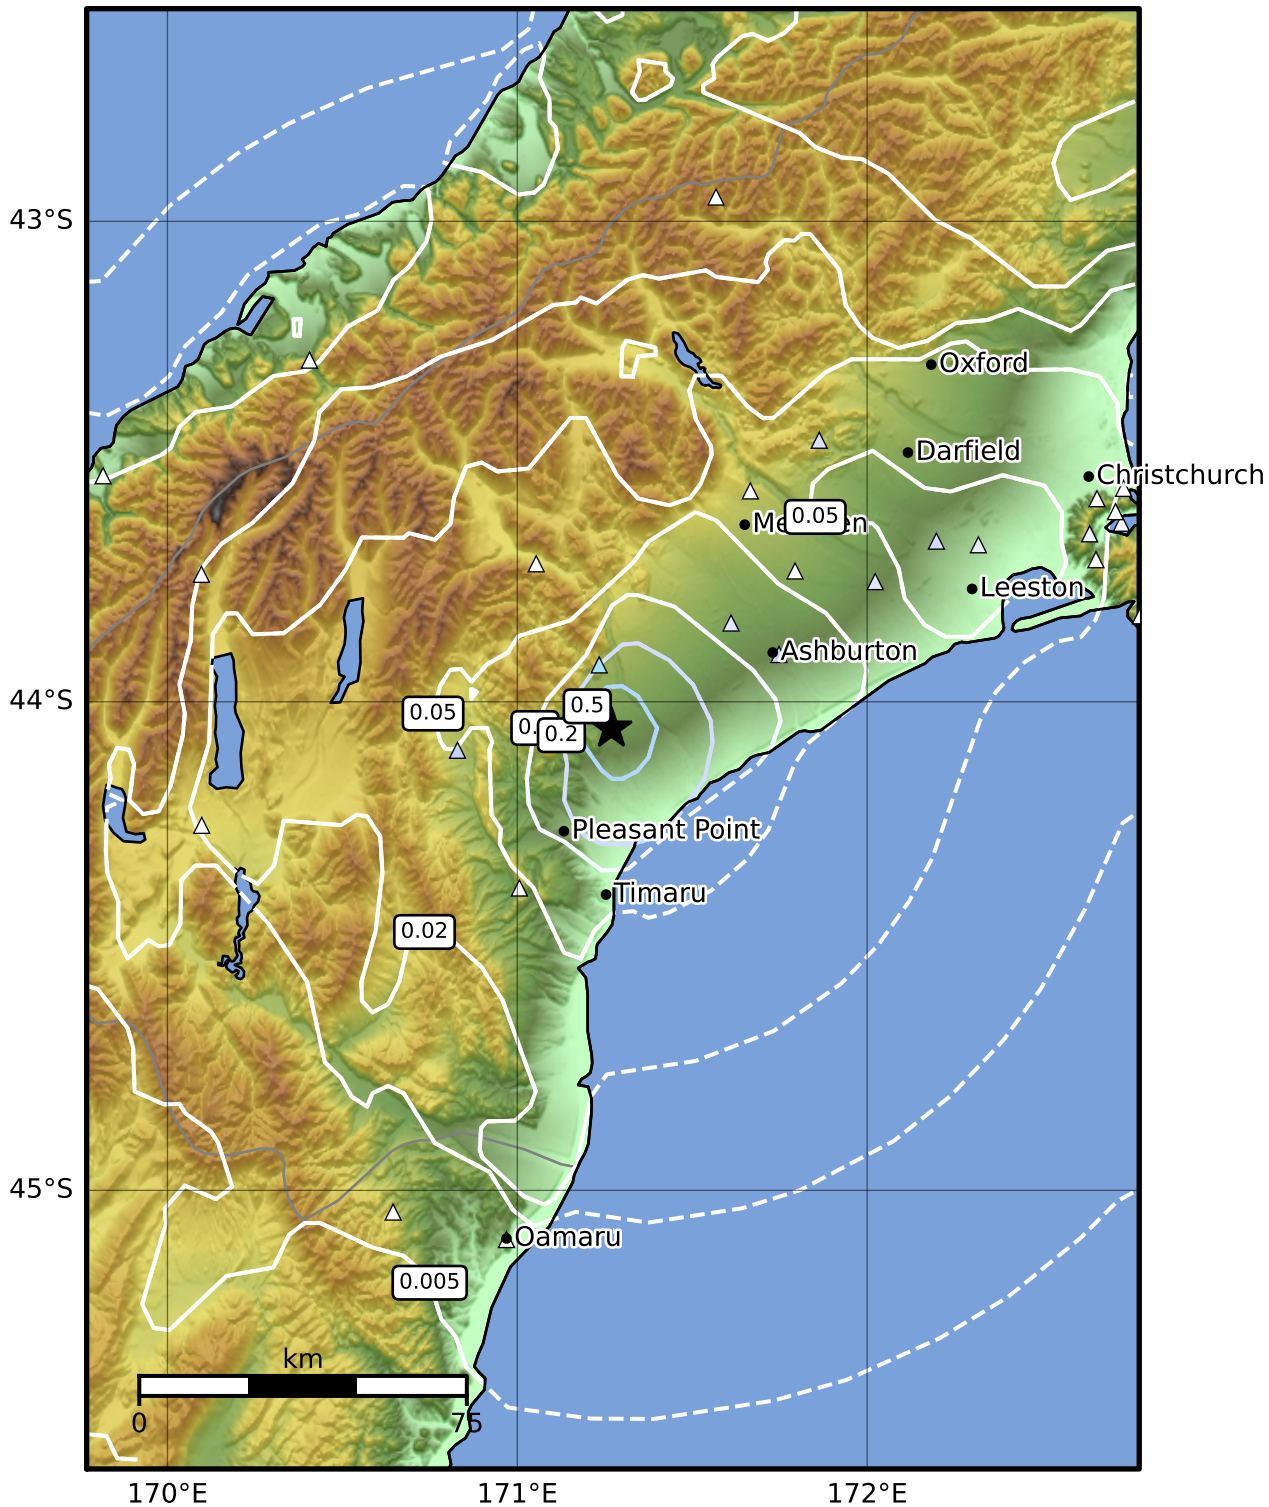 43°S
Oxford
Darfield
Christchurch
0.05
Leeston
Ashburton
44°S
0.05
0.5
0.2
Pleasant Point
Timaru
0.02
45°S
Oamaru
0.005
km
0
75
170°E
171°E
172°E